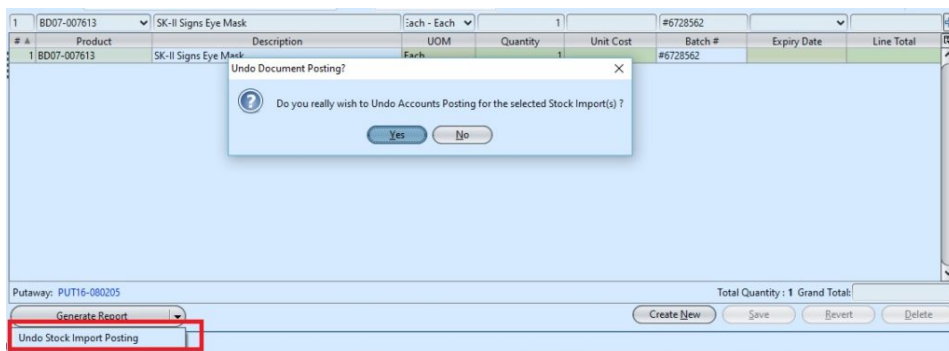 1 BD07-007613 SK-II Signs Eye Mask Each - Each 1 #6728562
# Product Description UOM Quantity Unit Cost Batch # Expiry Date Line Total
1 BD07-007613 SK-II Signs Eye Mask Each 1 #6728562
Undo Document Posting?
Do you really wish to Undo Accounts Posting for the selected Stock Import(s) ?
Yes No
Putaway: PUT16-080205 Total Quantity : 1 Grand Total:
Generate Report Create New Save Revert Delete
Undo Stock Import Posting